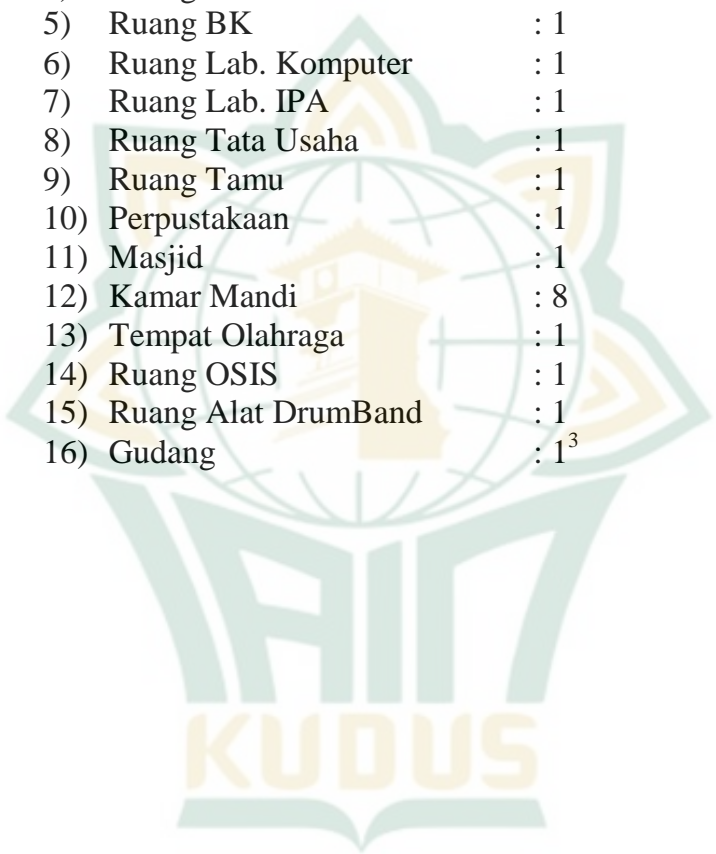 5) Ruang BK : 1
6) Ruang Lab. Komputer : 1
7) Ruang Lab. IPA : 1
8) Ruang Tata Usaha : 1
9) Ruang Tamu : 1
10) Perpustakaan : 1
11) Masjid : 1
12) Kamar Mandi : 8
13) Tempat Olahraga : 1
14) Ruang OSIS : 1
15) Ruang Alat DrumBand : 1
16) Gudang : 1³
IAIN
KUDUS